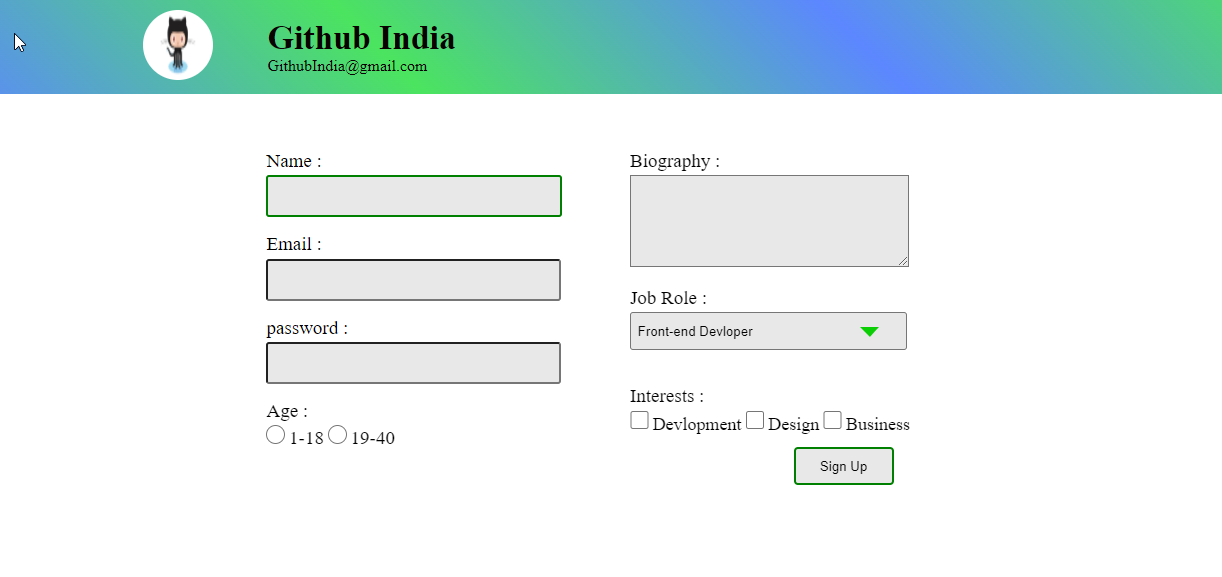 Github India
GithubIndia@gmail.com
Name :
Email :
password :
Age :
1-18 19-40
Biography :
Job Role :
Front-end Devloper
Interests :
Devlopment Design Business
Sign Up